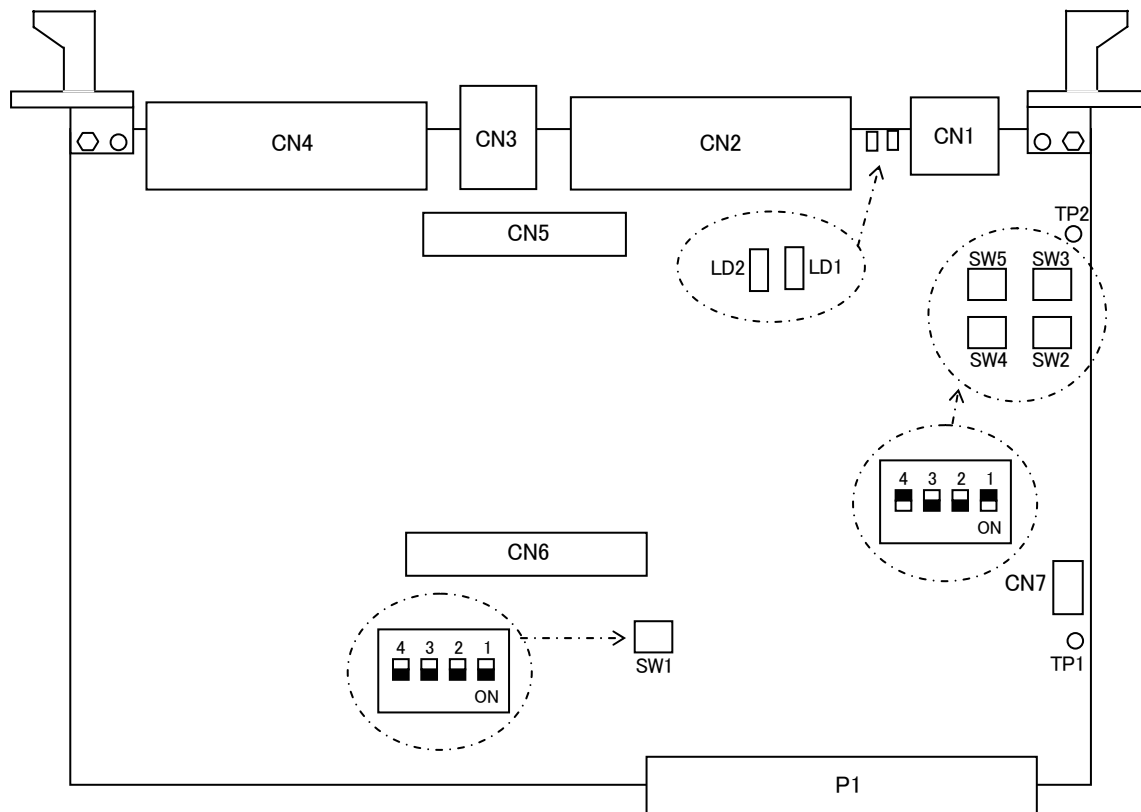 CN4
CN3
CN2
CN1
TP2
CN5
LD2
LD1
SW5
SW3
SW4
SW2
4 3 2 1
ON
CN6
CN7
4 3 2 1
ON
SW1
TP1
P1